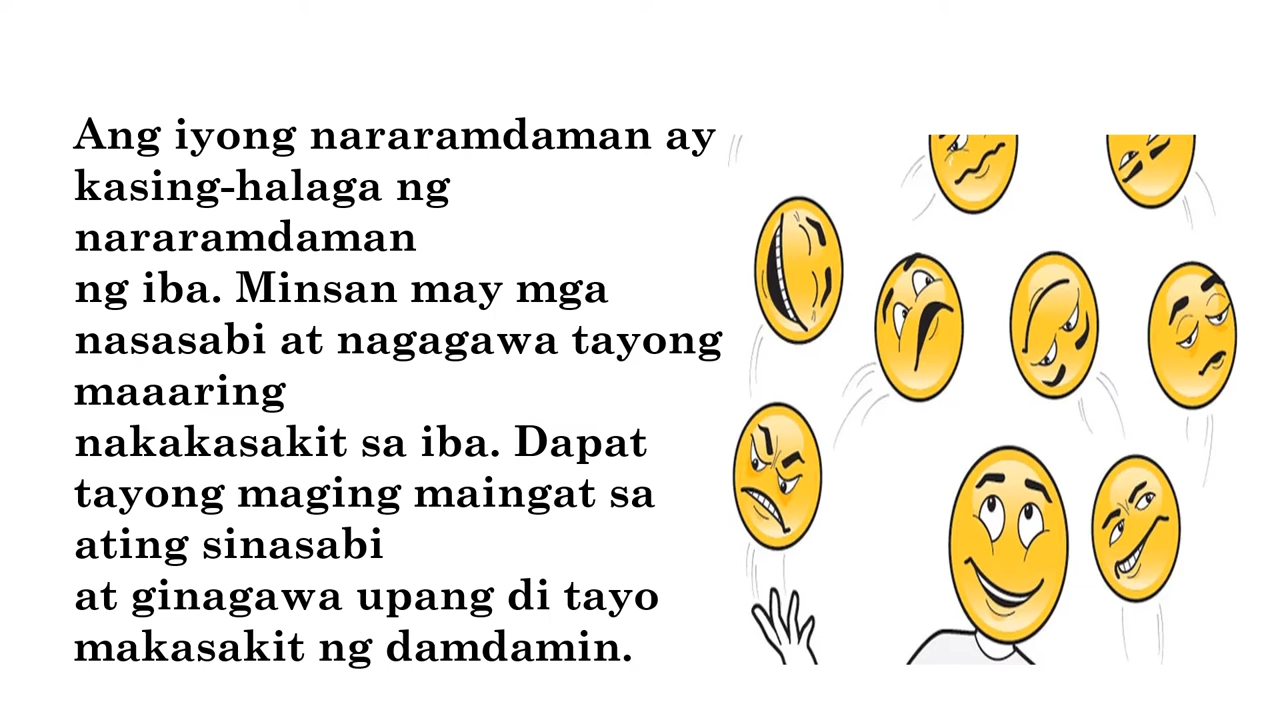 Ang iyong nararamdaman ay
kasing-halaga ng
nararamdaman
ng iba. Minsan may mga
nasasabi at nagagawa tayong
maaaring
nakakasakit sa iba. Dapat
tayong maging maingat sa
ating sinasabi
at ginagawa upang di tayo
makasakit ng damdamin.